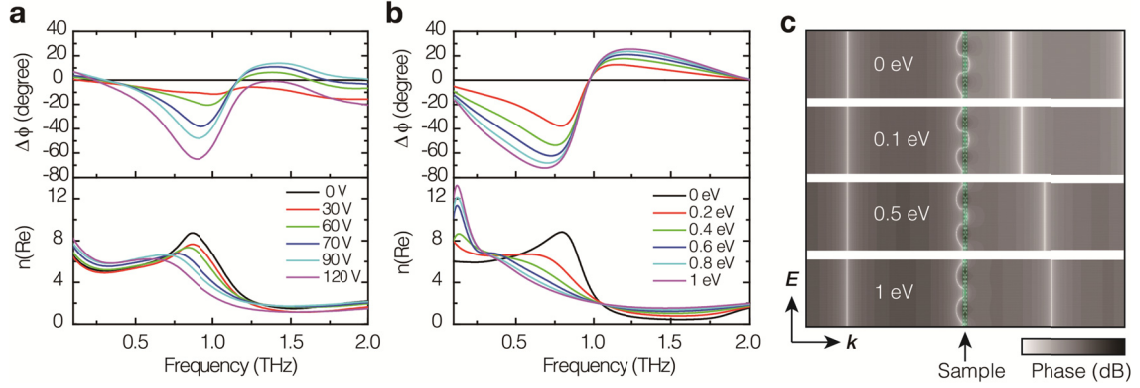 a
40
20
0
-20
-40
-60
-80
Δϕ (degree)
12
8
4
0
n(Re)
0 V
30 V
60 V
70 V
90 V
120 V
0.5
1.0
1.5
2.0
Frequency (THz)
b
40
20
0
-20
-40
-60
-80
Δϕ (degree)
12
8
4
0
n(Re)
0 eV
0.2 eV
0.4 eV
0.6 eV
0.8 eV
1 eV
0.5
1.0
1.5
2.0
Frequency (THz)
c
0 eV
0.1 eV
0.5 eV
1 eV
E
k
Sample
Phase (dB)